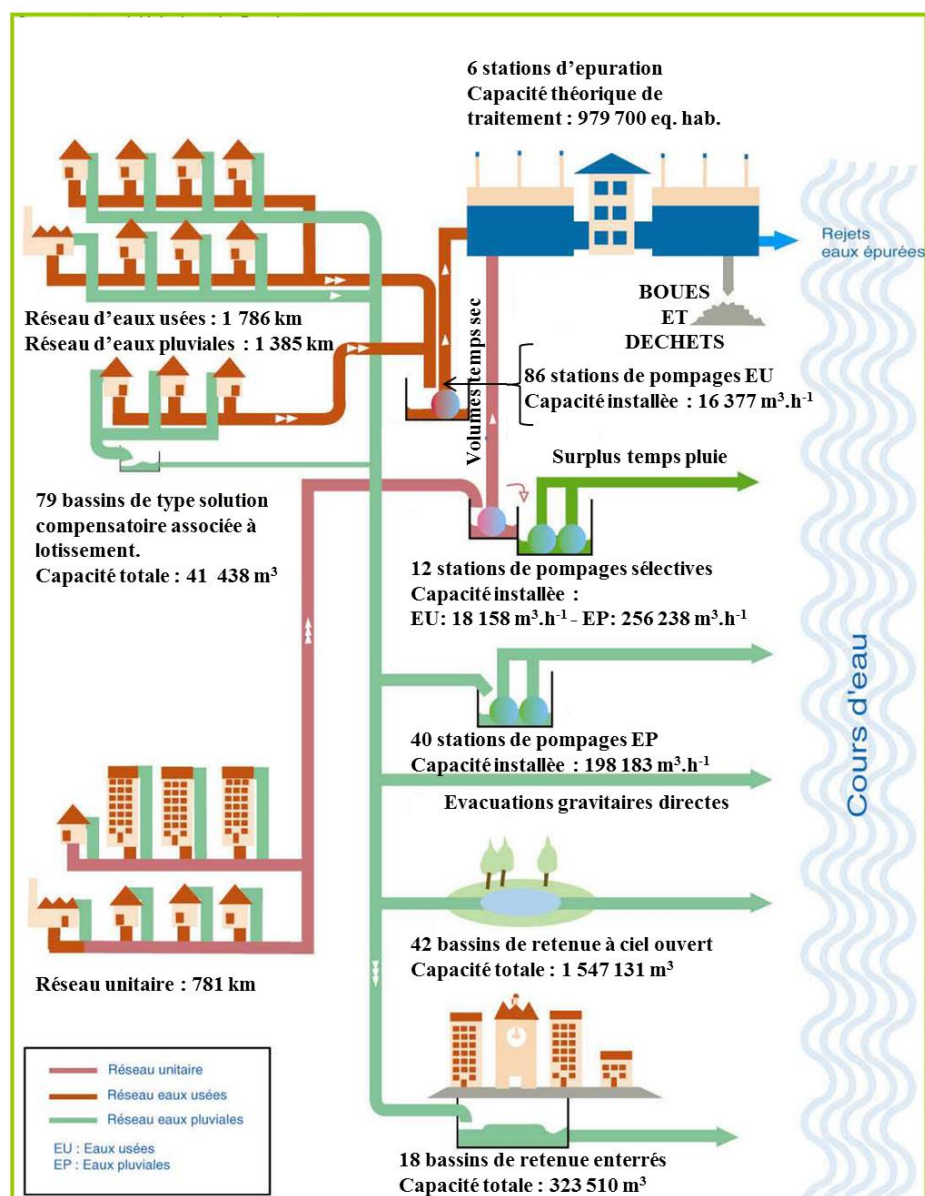 6 stations d'epuration
Capacité théorique de
traitement : 979 700 eq. hab.
Rejets
eaux épurées
BOUES
ET
DECHETS
Réseau d'eaux usées : 1 786 km
Réseau d'eaux pluviales : 1 385 km
Volumes temps sec
86 stations de pompages EU
Capacité installèe : 16 377 m³.h⁻¹
Surplus temps pluie
79 bassins de type solution
compensatoire associée à
lotissement.
Capacité totale : 41 438 m³
12 stations de pompages sélectives
Capacité installèe :
EU: 18 158 m³.h⁻¹ - EP: 256 238 m³.h⁻¹
Cours d'eau
40 stations de pompages EP
Capacité installèe : 198 183 m³.h⁻¹
Evacuations gravitaires directes
42 bassins de retenue à ciel ouvert
Capacité totale : 1 547 131 m³
Réseau unitaire : 781 km
Réseau unitaire
Réseau eaux usées
Réseau eaux pluviales
EU : Eaux usées
EP : Eaux pluviales
18 bassins de retenue enterrés
Capacité totale : 323 510 m³